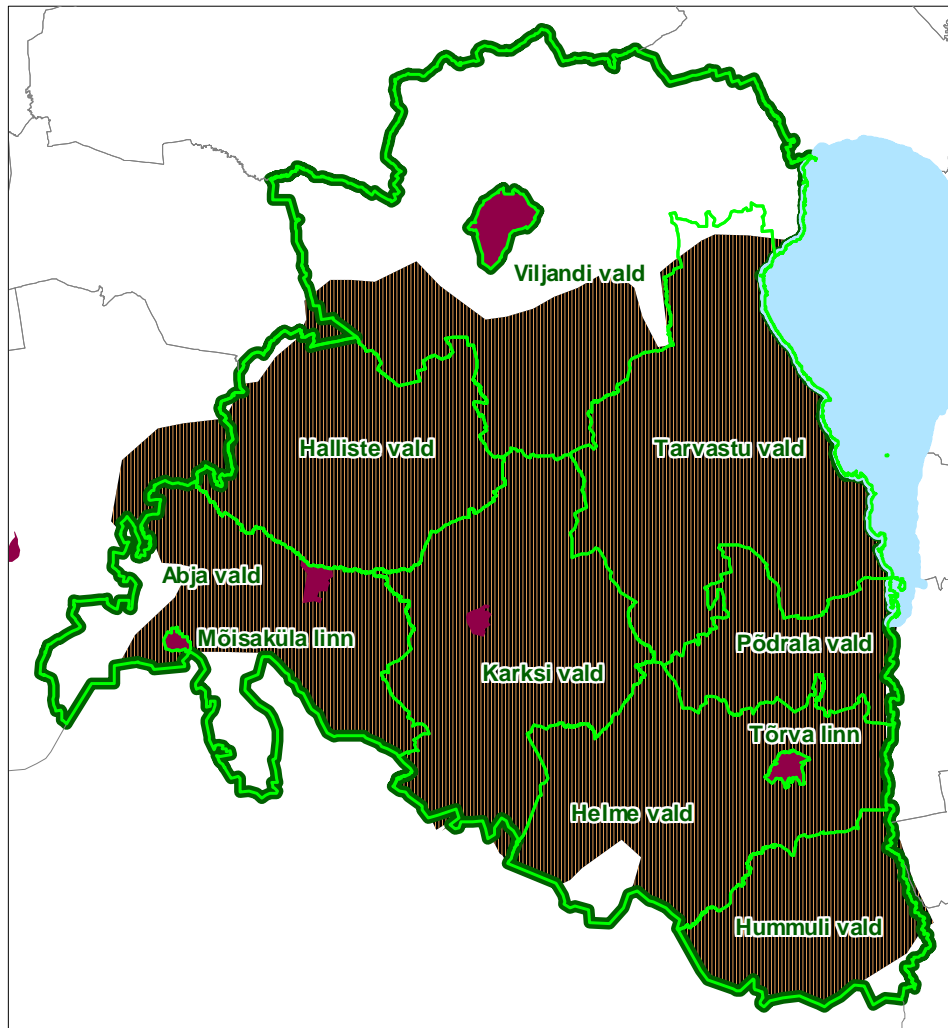 Viljandi vald
Halliste vald
Tarvastu vald
Abja vald
Mõisaküla linn
Põdrala vald
Karksi vald
Tõrva linn
Helme vald
Hummuli vald